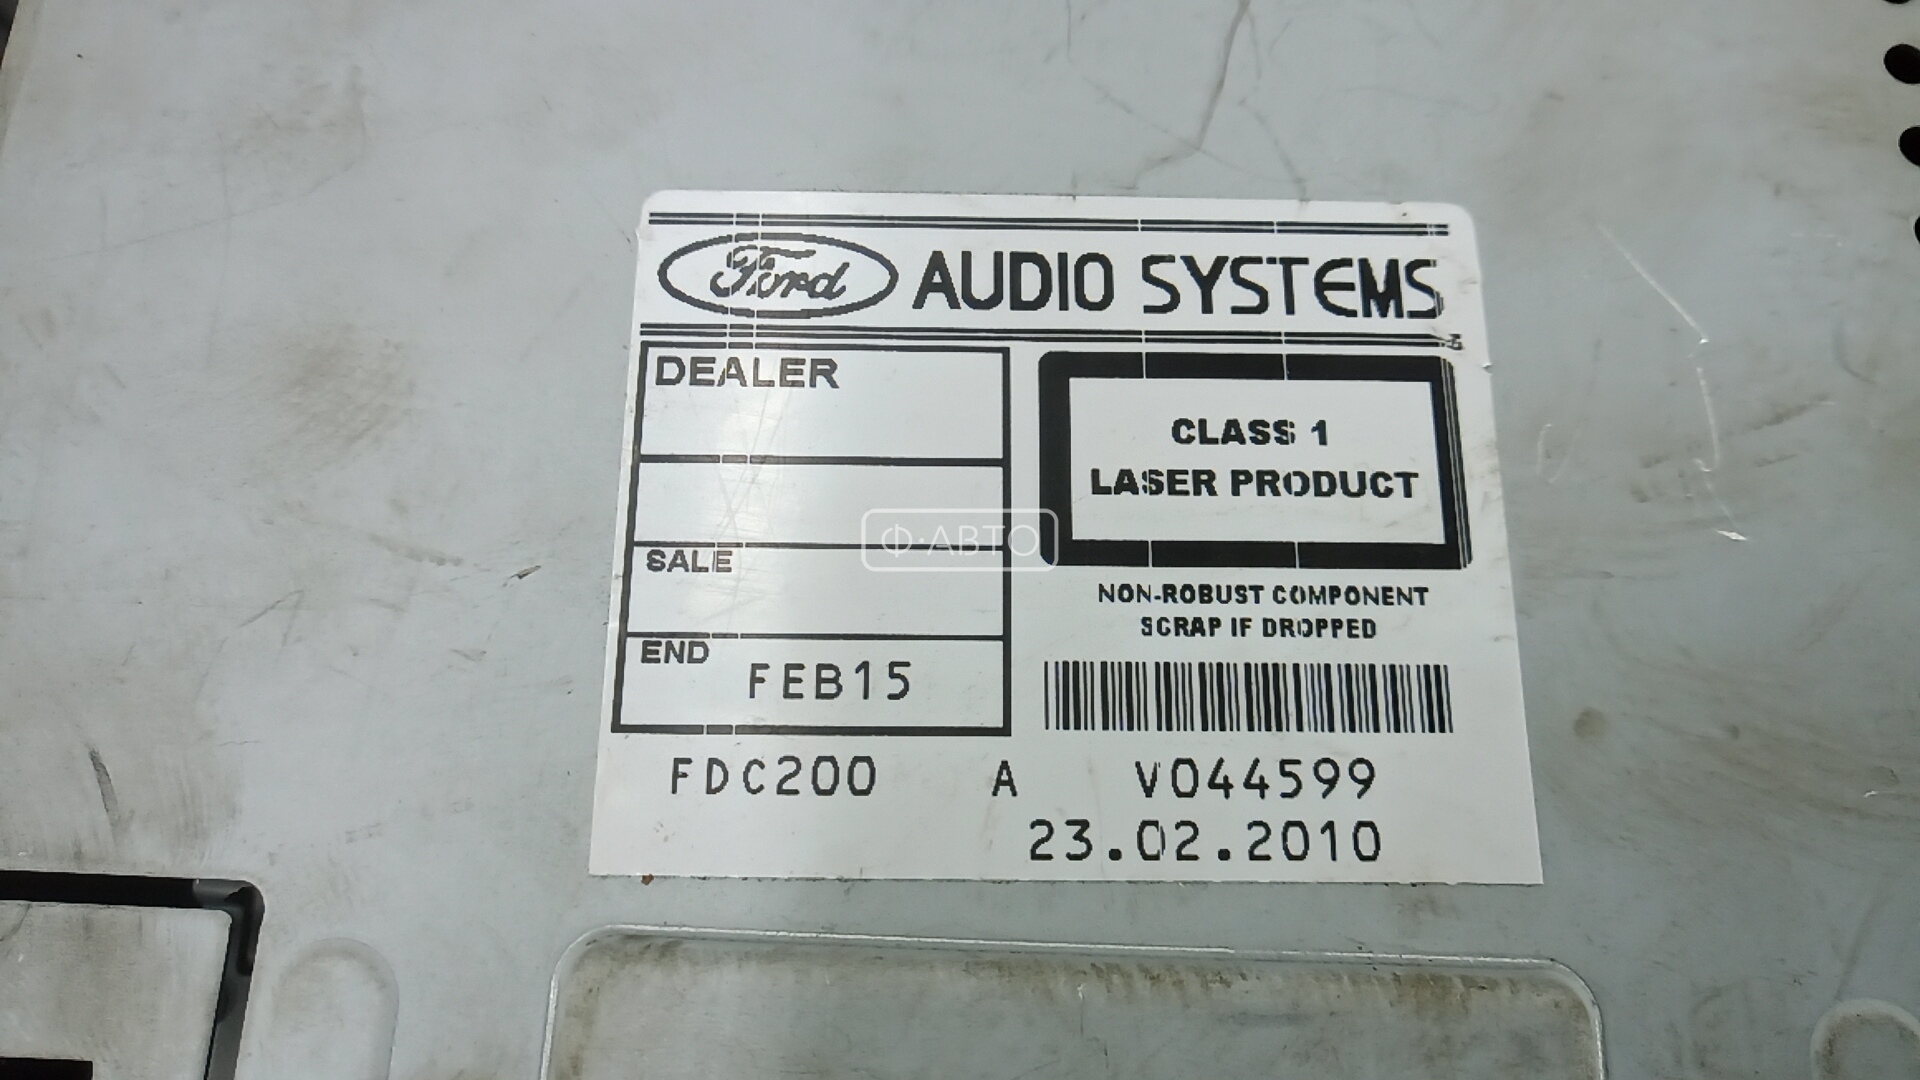 Ford AUDIO SYSTEMS
DEALER
CLASS 1
LASER PRODUCT
Ф·АВТО
SALE
NON-ROBUST COMPONENT
SCRAP IF DROPPED
END FEB15
FDC200 A V044599
23.02.2010